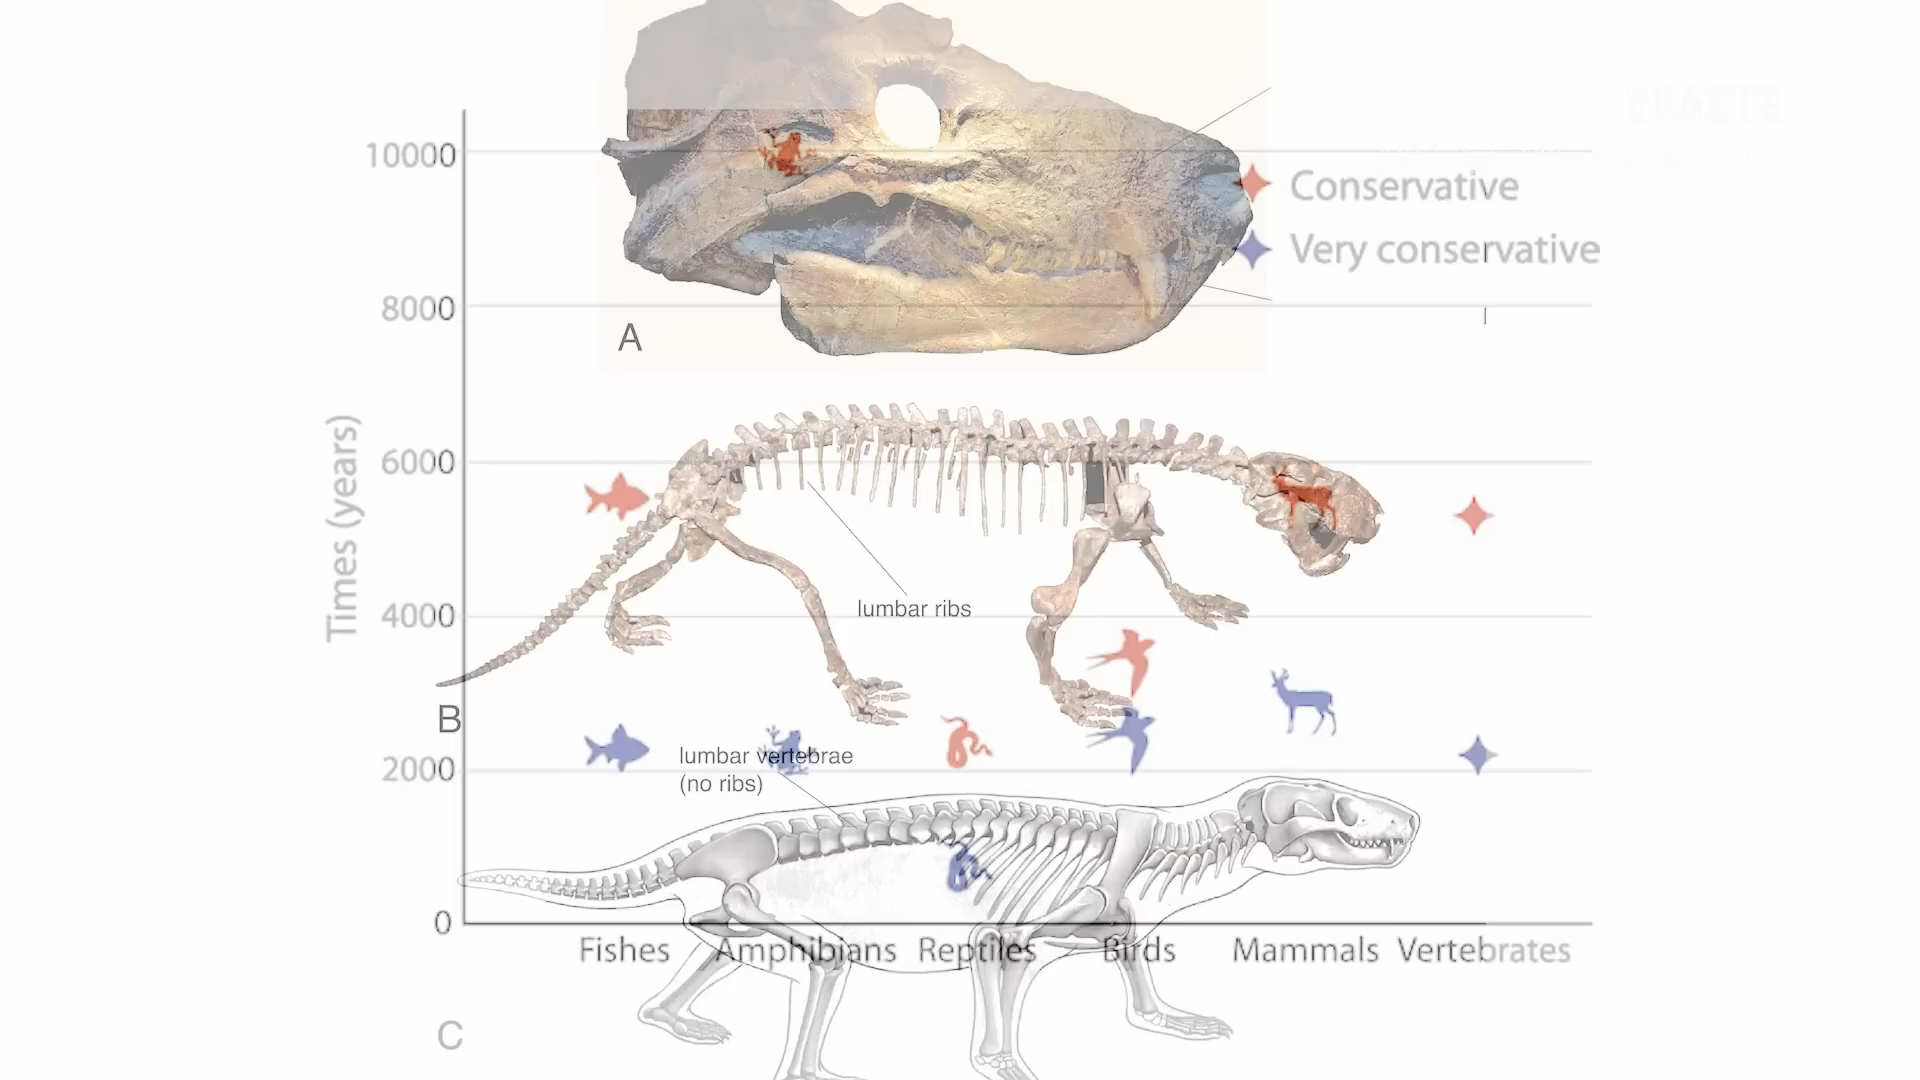 VFACTS
10000
Conservative
Very conservative
8000
A
6000
Times (years)
4000
lumbar ribs
B
2000
lumbar vertebrae
(no ribs)
0
Fishes
Amphibians
Reptiles
Birds
Mammals
Vertebrates
C